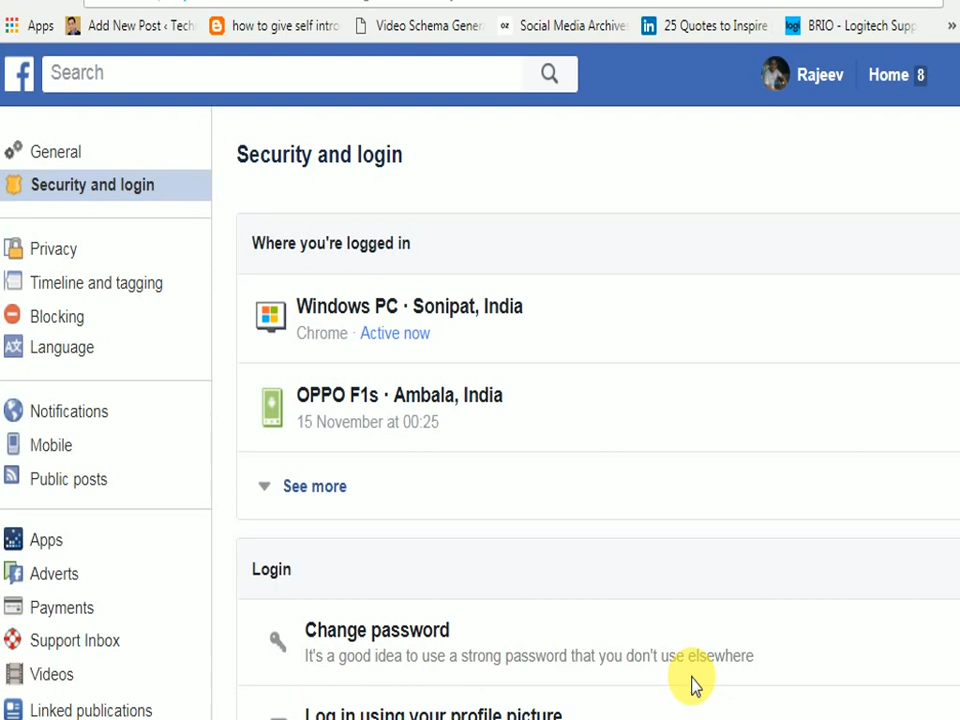 Apps Add New Post ‹ Tech how to give self intro Video Schema Gener oz Social Media Archive 25 Quotes to Inspire logi BRIO - Logitech Supp »
f Search Rajeev Home 8
General
Security and login
Privacy
Timeline and tagging
Blocking
Language
Notifications
Mobile
Public posts
Apps
Adverts
Payments
Support Inbox
Videos
Linked publications
Security and login
Where you're logged in
Windows PC · Sonipat, India
Chrome · Active now
OPPO F1s · Ambala, India
15 November at 00:25
See more
Login
Change password
It's a good idea to use a strong password that you don't use elsewhere
Log in using your profile picture